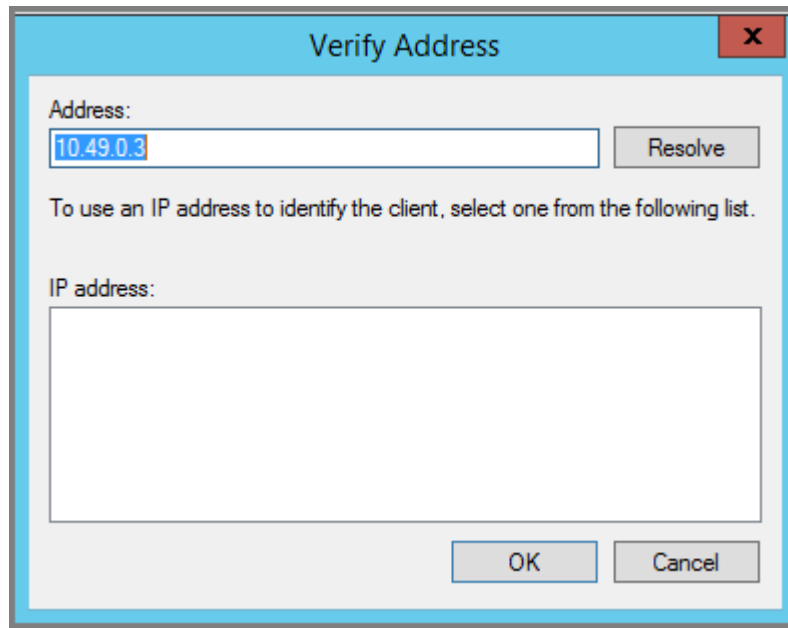 Verify Address
x
Address:
10.49.0.3
Resolve
To use an IP address to identify the client, select one from the following list.
IP address:
OK
Cancel